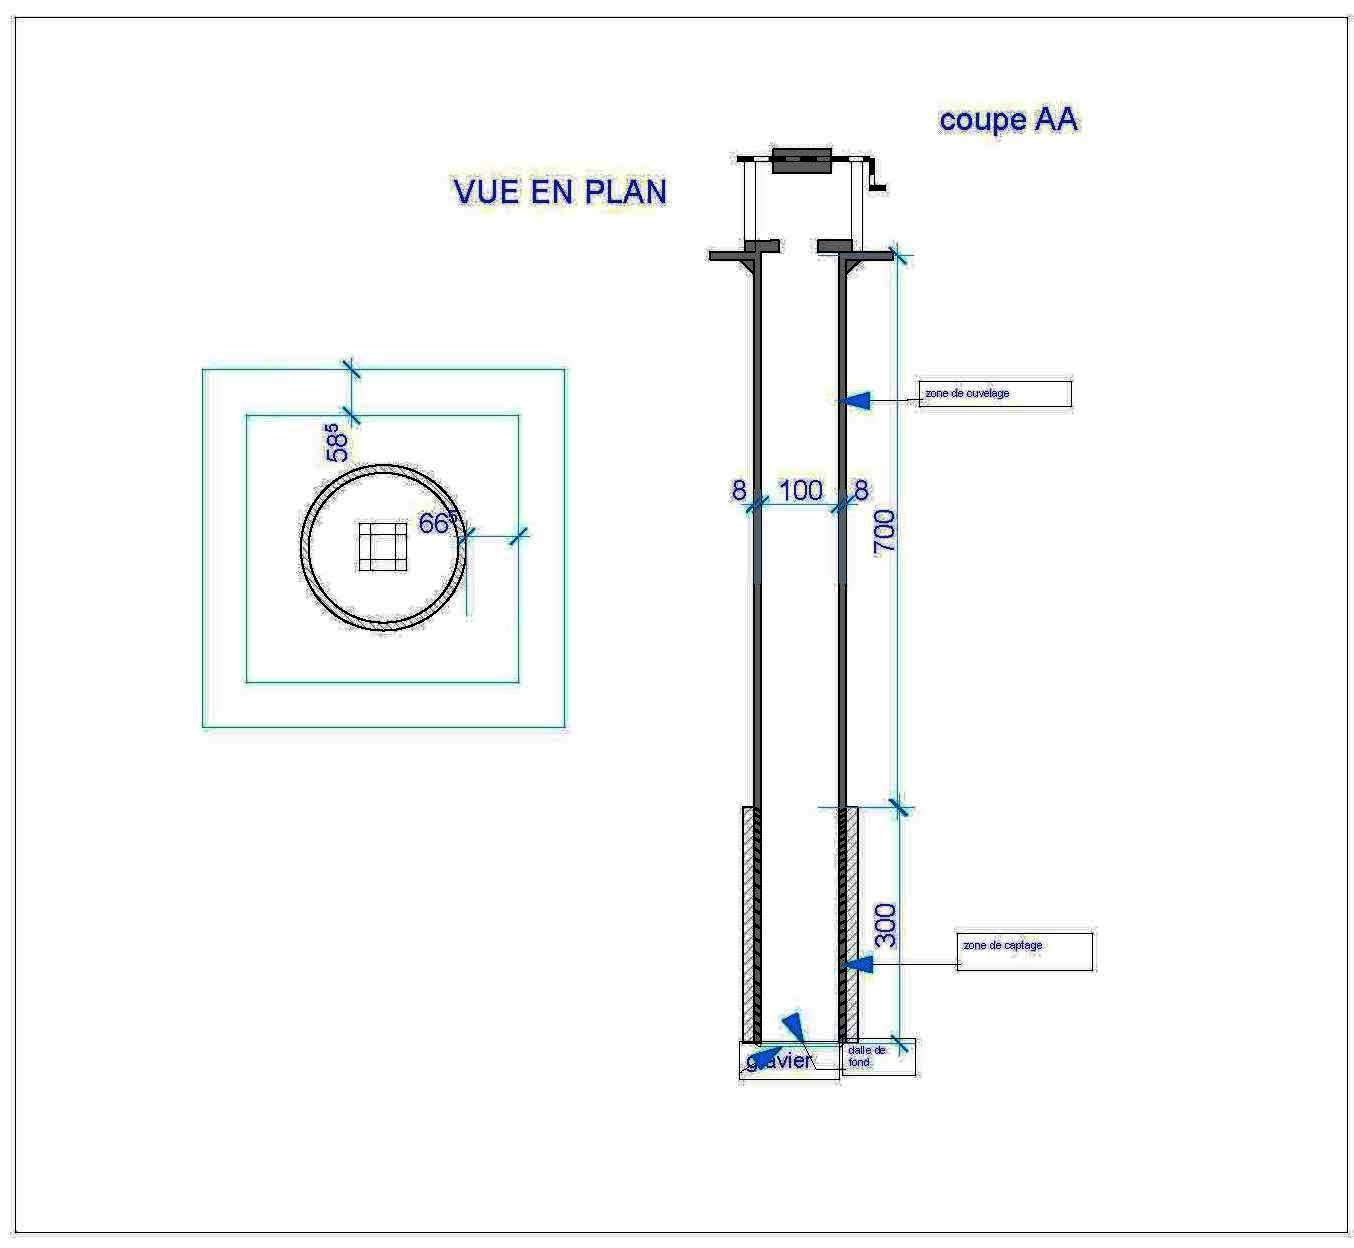 coupe AA
VUE EN PLAN
zone de cuvelage
58⁵
66⁵
8
100
8
700
300
zone de captage
gravier
dalle de
fond